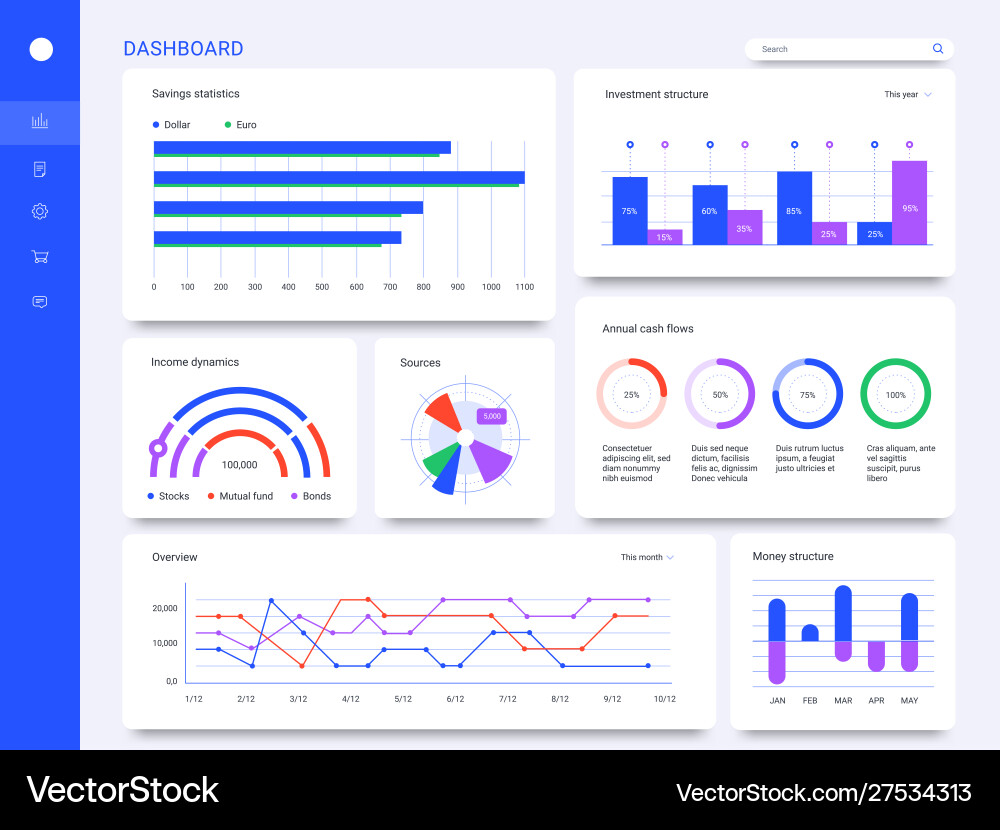 DASHBOARD
Search
Savings statistics
Dollar
Euro
0 100 200 300 400 500 600 700 800 900 1000 1100
Investment structure
This year
75%
15%
60%
35%
85%
25%
25%
95%
Income dynamics
100,000
Stocks
Mutual fund
Bonds
Sources
5,000
Annual cash flows
25%
50%
75%
100%
Consectetuer
adipiscing elit, sed
diam nonummy
nibh euismod
Duis sed neque
dictum, facilisis
felis ac, dignissim
Donec vehicula
Duis rutrum luctus
ipsum, a feugiat
justo ultricies et
Cras aliquam, ante
vel sagittis
suscipit, purus
libero
Overview
This month
20,000
10,000
0,0
1/12 2/12 3/12 4/12 5/12 6/12 7/12 8/12 9/12 10/12
Money structure
JAN FEB MAR APR MAY
VectorStock
VectorStock.com/27534313